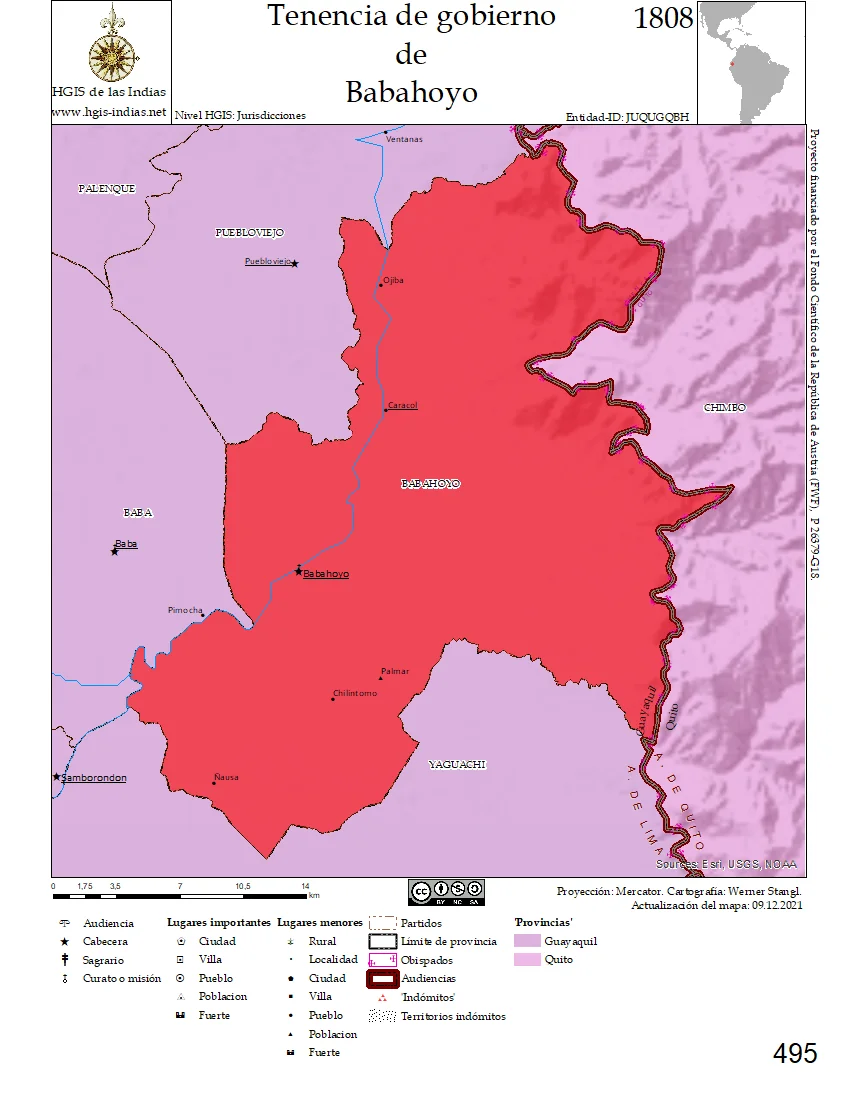 Tenencia de gobierno
de
Babahoyo
1808
HGIS de las Indias
www.hgis-indias.net
Nivel HGIS: Jurisdicciones
Entidad-ID: JUQUGQBH
Proyecto financiado por el Fondo Científico de la República de Austria (FWF), P 26379-G18.
Ventanas
PALENQUE
PUEBLOVIEJO
Puebloviejo
Ojiba
Caracol
CHIMBO
BABAHOYO
BABA
Baba
Babahoyo
Pimocha
Palmar
Chilintomo
Guayaquil
Quito
YAGUACHI
Samborondon
Ñausa
A. DE LIMA
A. DE QUITO
Sources: Esri, USGS, NOAA
0 1,75 3,5 7 10,5 14
km
CC BY NC SA
Proyección: Mercator. Cartografía: Werner Stangl.
Actualización del mapa: 09.12.2021
Audiencia
Cabecera
Sagrario
Curato o misión
Lugares importantes
Ciudad
Villa
Pueblo
Poblacion
Fuerte
Lugares menores
Rural
Localidad
Ciudad
Villa
Pueblo
Poblacion
Fuerte
Partidos
Límite de provincia
Obispados
Audiencias
'Indómitos'
Territorios indómitos
'Provincias'
Guayaquil
Quito
495